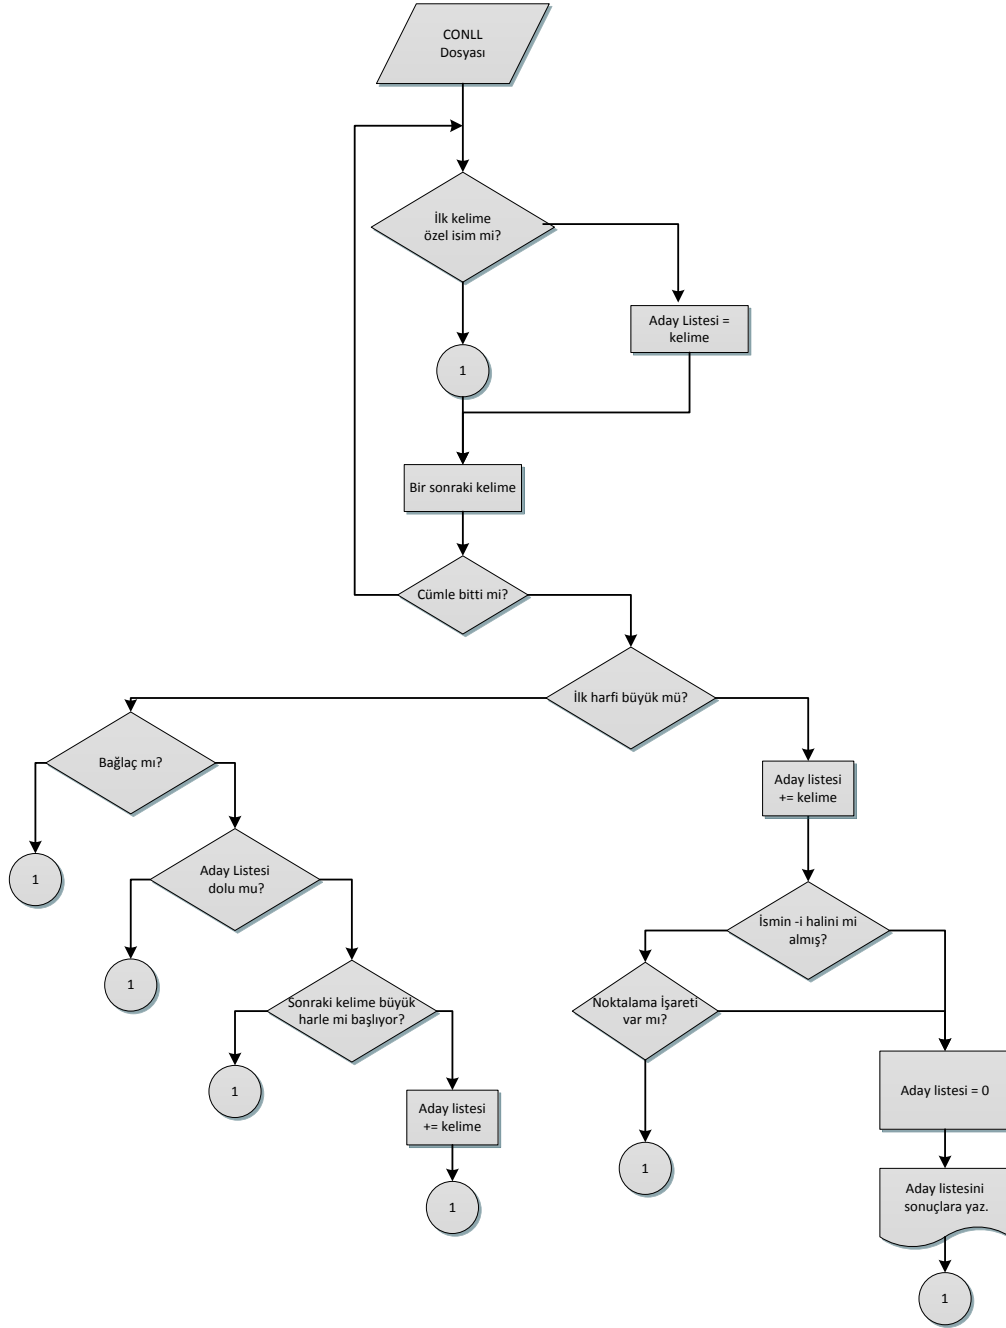 CONLL
Dosyası
İlk kelime
özel isim mi?
Aday Listesi =
kelime
1
Bir sonraki kelime
Cümle bitti mi?
İlk harfi büyük mü?
Bağlaç mı?
Aday listesi
+= kelime
1
Aday Listesi
dolu mu?
İsmin -i halini mi
almış?
1
Sonraki kelime büyük
harle mi başlıyor?
Noktalama İşareti
var mı?
1
Aday listesi
+= kelime
Aday listesi = 0
1
1
Aday listesini
sonuçlara yaz.
1